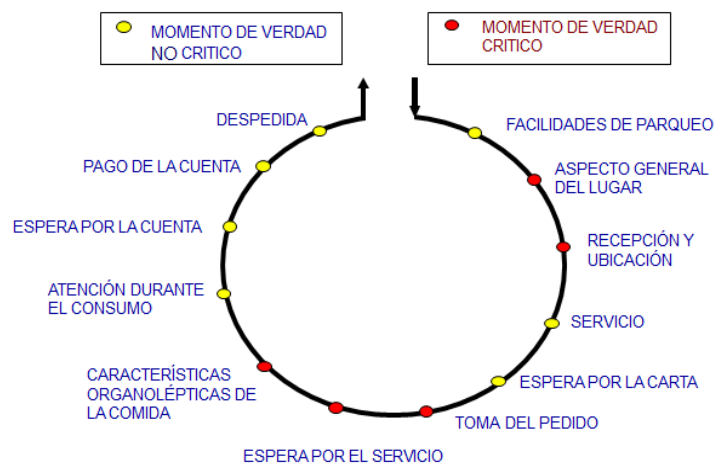 MOMENTO DE VERDAD
NO CRITICO
MOMENTO DE VERDAD
CRITICO
DESPEDIDA
FACILIDADES DE PARQUEO
PAGO DE LA CUENTA
ASPECTO GENERAL
DEL LUGAR
ESPERA POR LA CUENTA
RECEPCIÓN Y
UBICACIÓN
ATENCIÓN DURANTE
EL CONSUMO
SERVICIO
CARACTERÍSTICAS
ORGANOLÉPTICAS DE
LA COMIDA
ESPERA POR LA CARTA
TOMA DEL PEDIDO
ESPERA POR EL SERVICIO